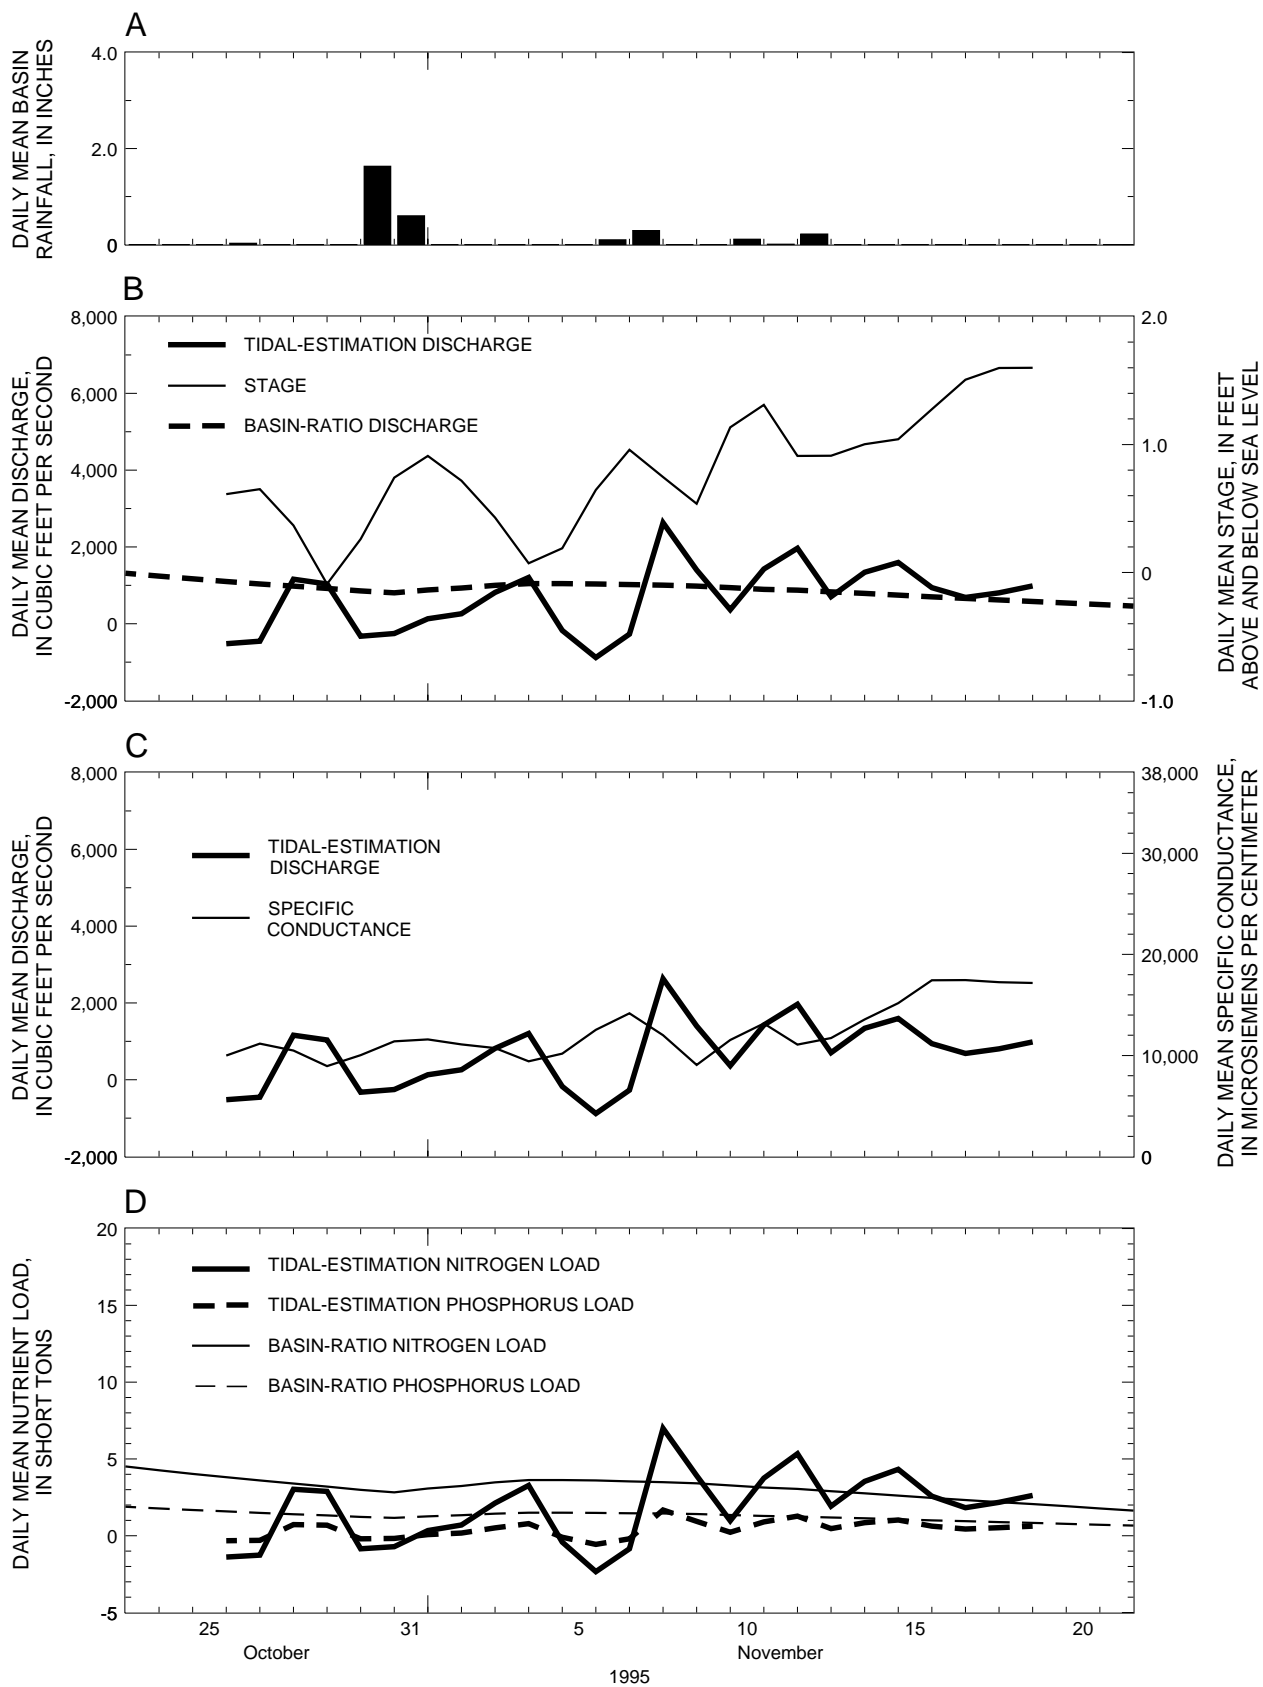 A
DAILY MEAN BASIN
RAINFALL, IN INCHES
4.0
2.0
0
B
DAILY MEAN DISCHARGE,
IN CUBIC FEET PER SECOND
8,000
6,000
4,000
2,000
0
-2,000
TIDAL-ESTIMATION DISCHARGE
STAGE
BASIN-RATIO DISCHARGE
2.0
1.0
0
-1.0
DAILY MEAN STAGE, IN FEET
ABOVE AND BELOW SEA LEVEL
C
DAILY MEAN DISCHARGE,
IN CUBIC FEET PER SECOND
8,000
6,000
4,000
2,000
0
-2,000
TIDAL-ESTIMATION
DISCHARGE
SPECIFIC
CONDUCTANCE
38,000
30,000
20,000
10,000
0
DAILY MEAN SPECIFIC CONDUCTANCE,
IN MICROSIEMENS PER CENTIMETER
D
DAILY MEAN NUTRIENT LOAD,
IN SHORT TONS
20
15
10
5
0
-5
TIDAL-ESTIMATION NITROGEN LOAD
TIDAL-ESTIMATION PHOSPHORUS LOAD
BASIN-RATIO NITROGEN LOAD
BASIN-RATIO PHOSPHORUS LOAD
25 31 5 10 15 20
October November
1995